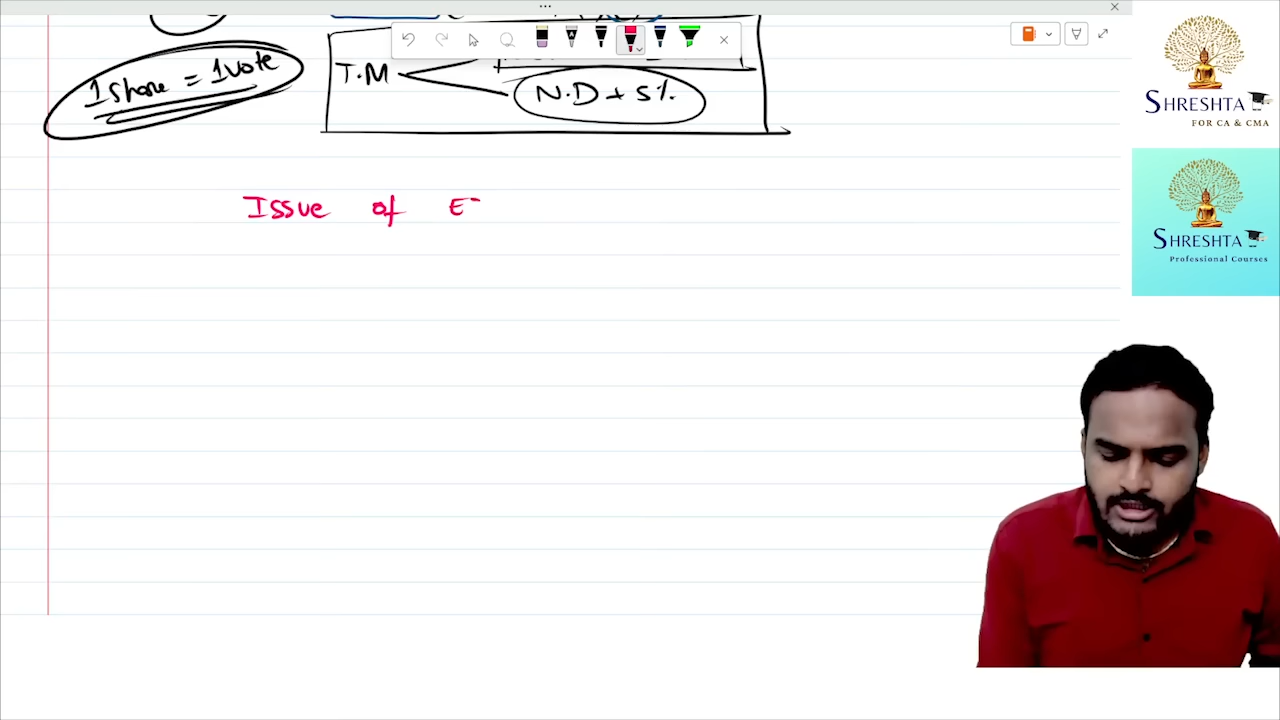 1 Share = 1 Vote
T.M
N.D + 5%.
Issue of E
SHRESHTA
FOR CA & CMA
SHRESHTA
Professional Courses